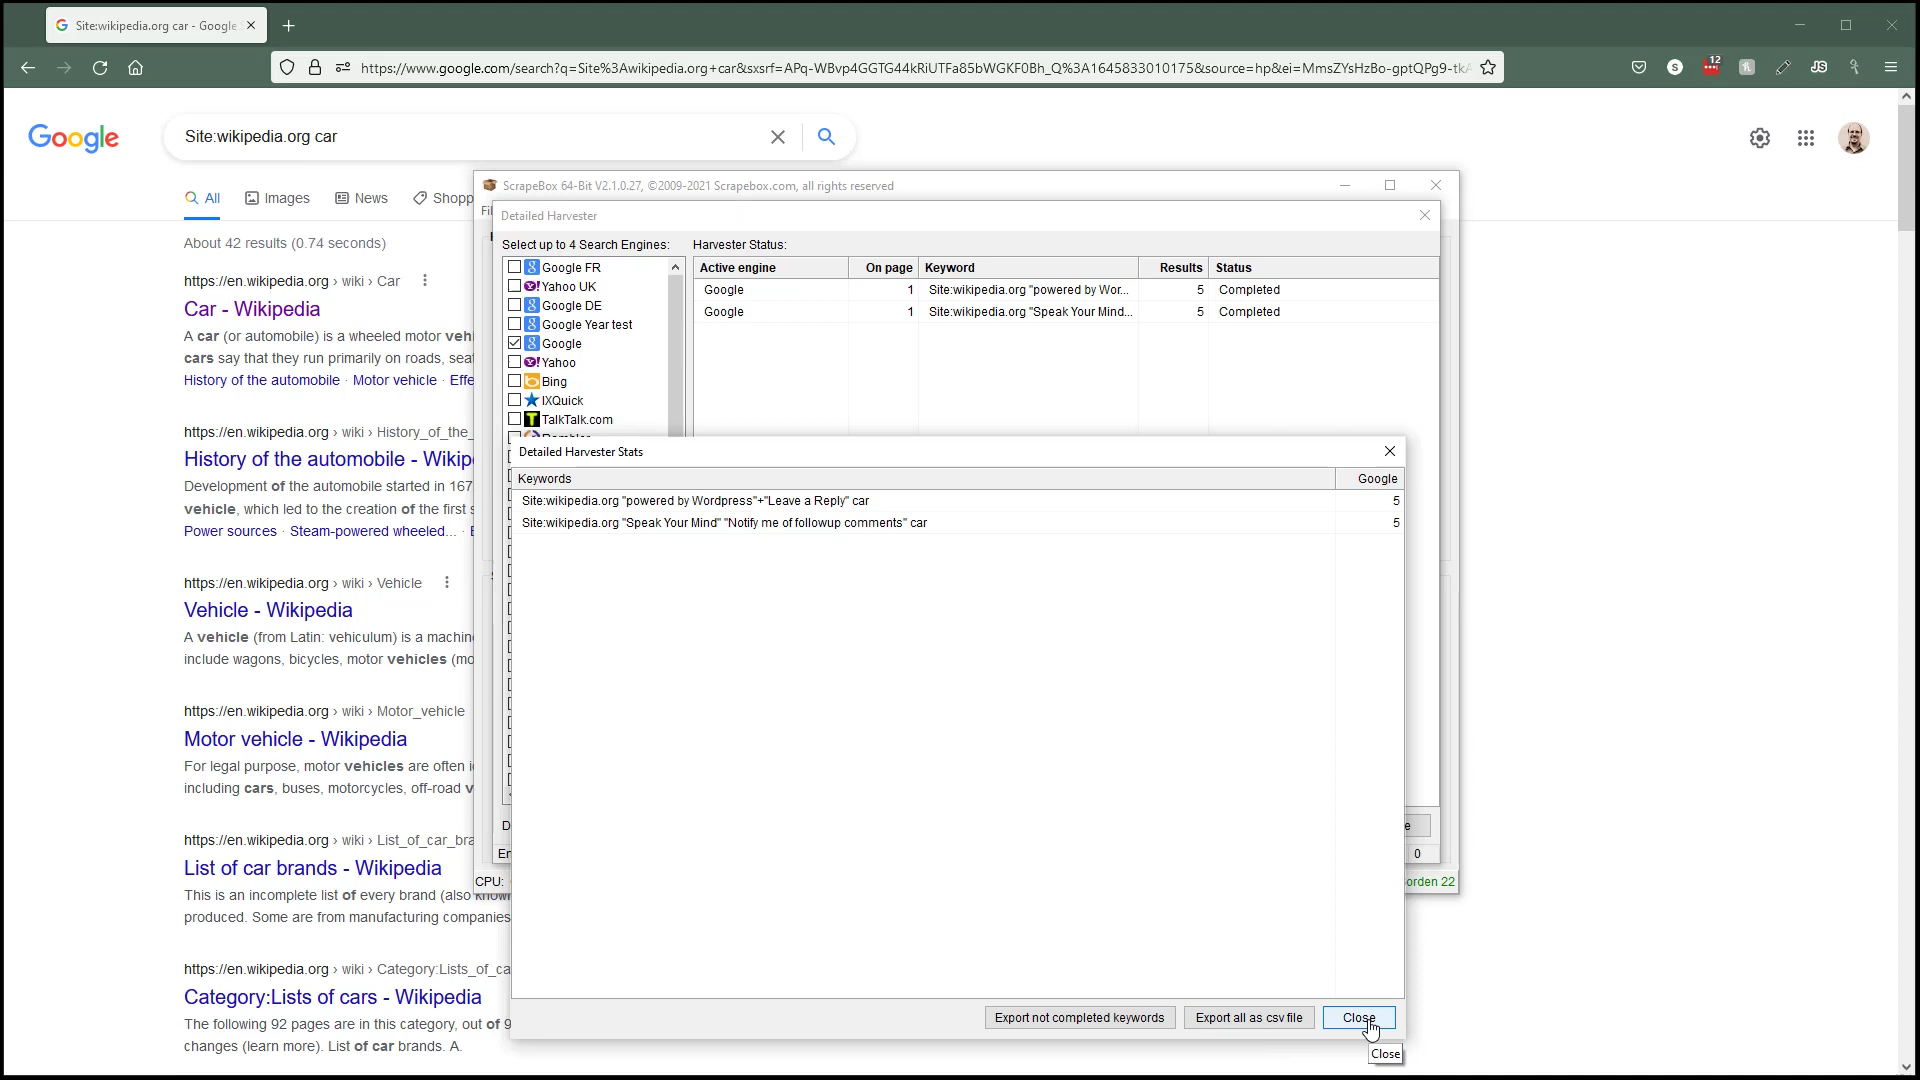 Site:wikipedia.org car - Google
https://www.google.com/search?q=Site%3Awikipedia.org+car&sxsrf=APq-WBvp4GGTG44kRiUTFa85bWGKF0Bh_Q%3A1645833010175&source=hp&ei=MmsZYsHzBo-gptQPg9-tkA
12
JS
Google
Site:wikipedia.org car
All
Images
News
Shopp
About 42 results (0.74 seconds)
https://en.wikipedia.org › wiki › Car
Car - Wikipedia
A car (or automobile) is a wheeled motor vehi
cars say that they run primarily on roads, sea
History of the automobile · Motor vehicle · Effe
https://en.wikipedia.org › wiki › History_of_the_
History of the automobile - Wikip
Development of the automobile started in 167
vehicle, which led to the creation of the first s
Power sources · Steam-powered wheeled... ·
https://en.wikipedia.org › wiki › Vehicle
Vehicle - Wikipedia
A vehicle (from Latin: vehiculum) is a machin
include wagons, bicycles, motor vehicles (mo
https://en.wikipedia.org › wiki › Motor_vehicle
Motor vehicle - Wikipedia
For legal purpose, motor vehicles are often i
including cars, buses, motorcycles, off-road v
https://en.wikipedia.org › wiki › List_of_car_bra
List of car brands - Wikipedia
This is an incomplete list of every brand (also known
produced. Some are from manufacturing companies
https://en.wikipedia.org › wiki › Category:Lists_of_ca
Category:Lists of cars - Wikipedia
The following 92 pages are in this category, out of 9
changes (learn more). List of car brands. A.
ScrapeBox 64-Bit V2.1.0.27, ©2009-2021 Scrapebox.com, all rights reserved
Fil
Detailed Harvester
Select up to 4 Search Engines:
Harvester Status:
Google FR
Yahoo UK
Google DE
Google Year test
Google
Yahoo
Bing
IXQuick
TalkTalk.com
Active engine On page Keyword Results Status
Google 1 Site:wikipedia.org "powered by Wor... 5 Completed
Google 1 Site:wikipedia.org "Speak Your Mind... 5 Completed
Detailed Harvester Stats
Keywords Google
Site:wikipedia.org "powered by Wordpress"+"Leave a Reply" car 5
Site:wikipedia.org "Speak Your Mind" "Notify me of followup comments" car 5
Export not completed keywords
Export all as csv file
Close
Close
D
e
En
0
CPU:
orden 22